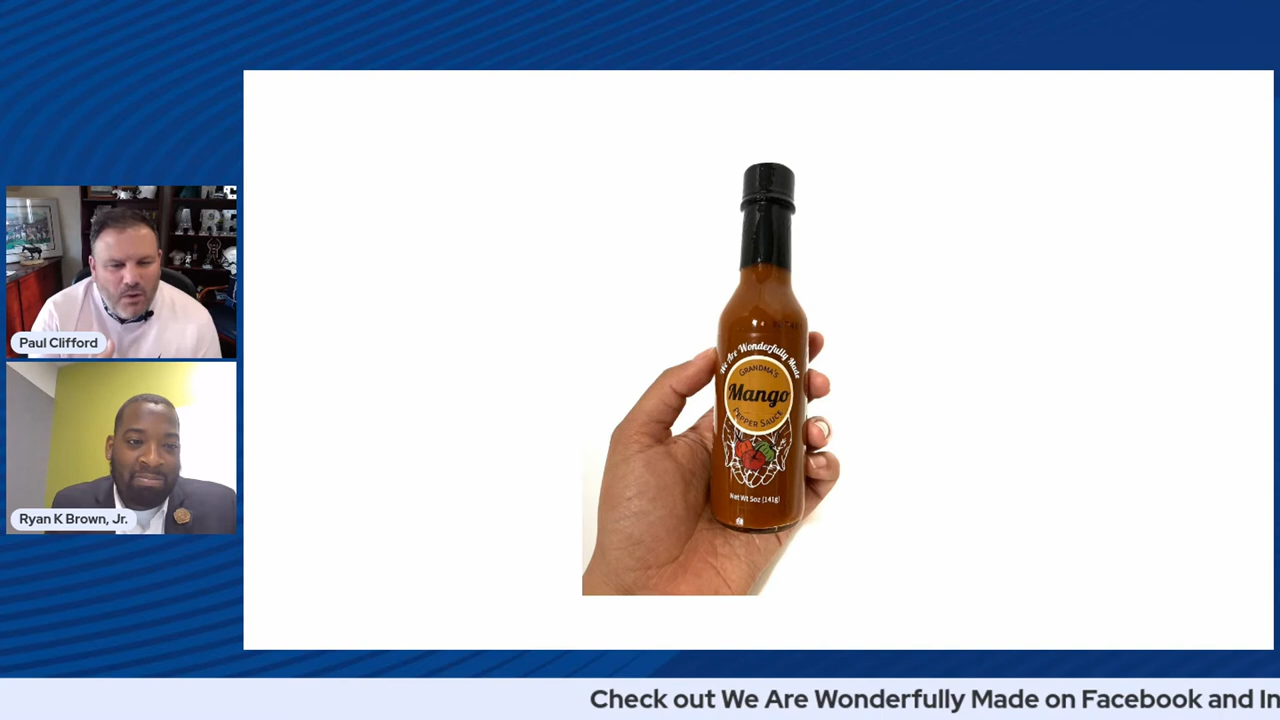 Paul Clifford
Ryan K Brown, Jr.
We Are Wonderfully Made
GRANDMA'S
Mango
PEPPER SAUCE
Net Wt 5oz (141g)
Check out We Are Wonderfully Made on Facebook and In